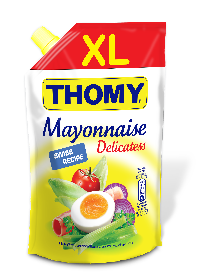 XL
THOMY
Mayonnaise
Delicatess
SWISS
RECIPE